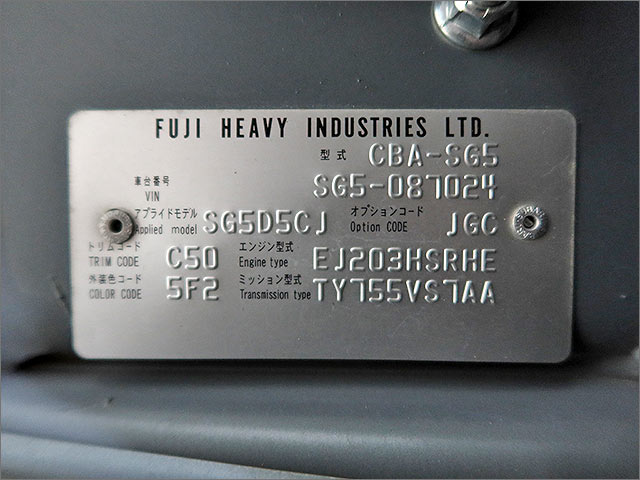 FUJI HEAVY INDUSTRIES LTD.
型式 CBA-SG5
車台番号 VIN SG5-087024
アプライドモデル Applied model SG5D5CJ オプションコード Option CODE JGC
トリムコード TRIM CODE C50 エンジン型式 Engine type EJ203HSRHE
外装色コード COLOR CODE 5F2 ミッション型式 Transmission type TY755VS7AA